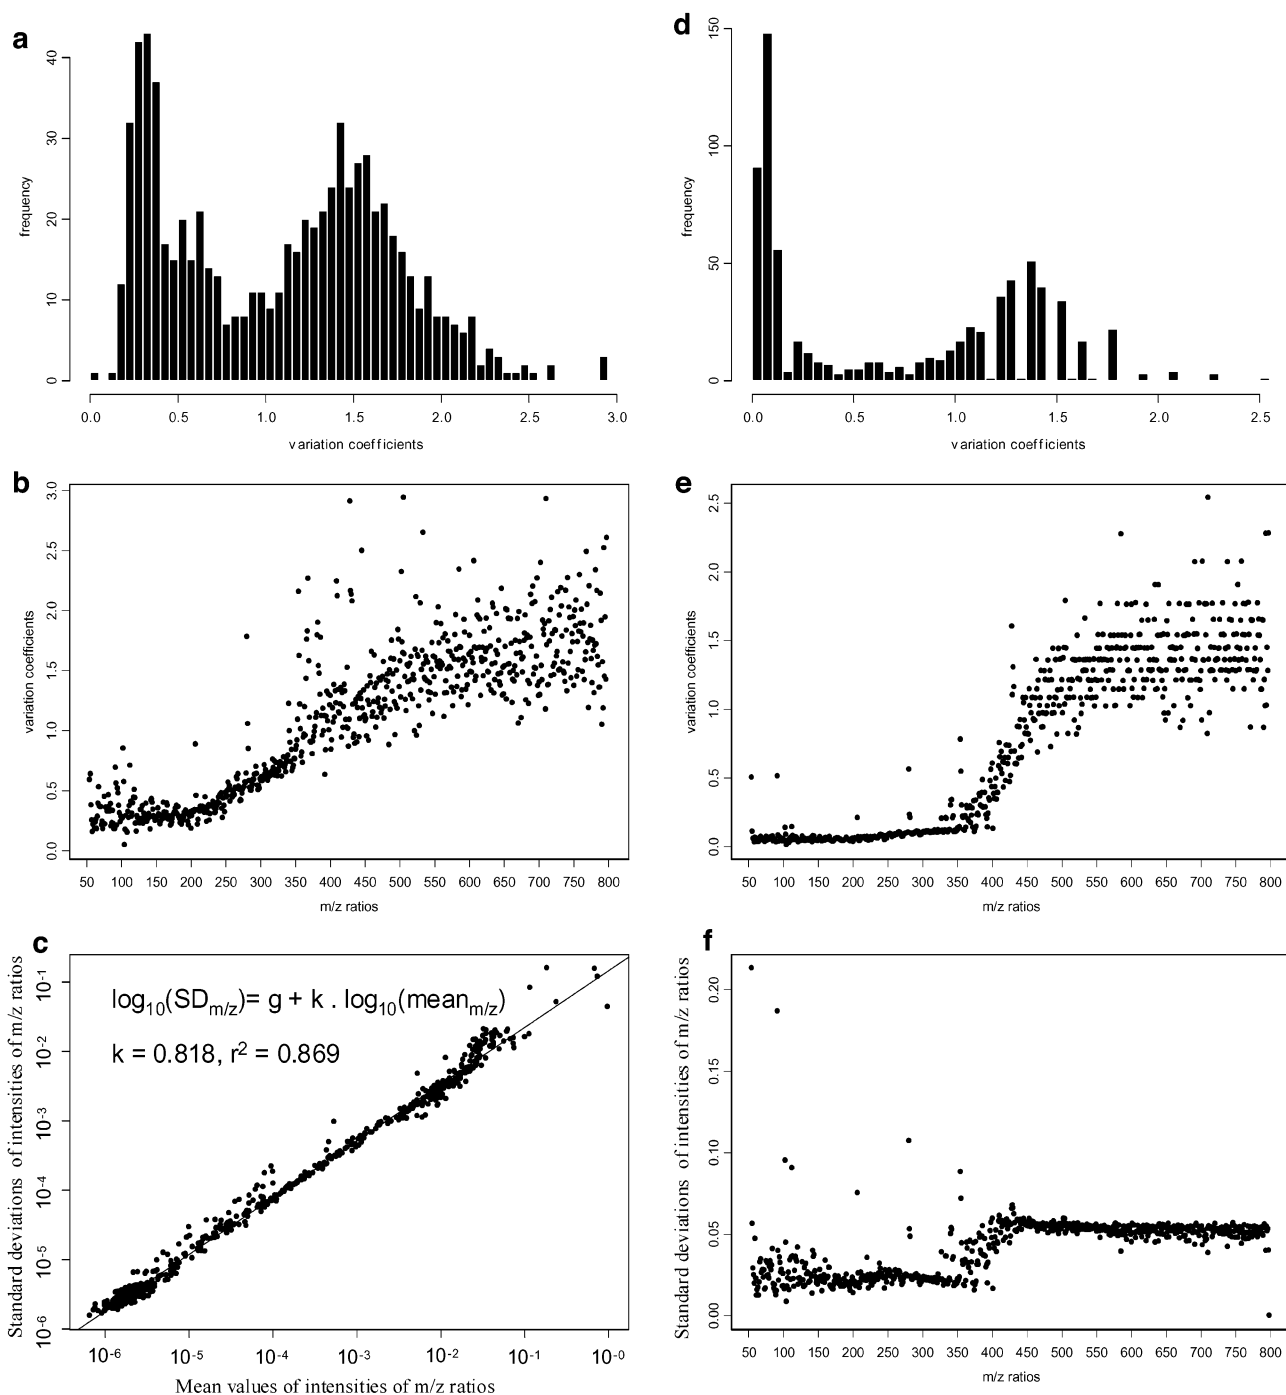 a
frequency
0 10 20 30 40
0.0 0.5 1.0 1.5 2.0 2.5 3.0
variation coefficients
d
frequency
0 50 100 150
0.0 0.5 1.0 1.5 2.0 2.5
variation coefficients
b
variation coefficients
0.0 0.5 1.0 1.5 2.0 2.5 3.0
50 100 150 200 250 300 350 400 450 500 550 600 650 700 750 800
m/z ratios
e
variation coefficients
0.0 0.5 1.0 1.5 2.0 2.5
50 100 150 200 250 300 350 400 450 500 550 600 650 700 750 800
m/z ratios
c
Standard deviations of intensities of m/z ratios
10-6 10-5 10-4 10-3 10-2 10-1
log10(SDm/z)= g + k . log10(meanm/z)
k = 0.818, r2 = 0.869
10-6 10-5 10-4 10-3 10-2 10-1 10-0
Mean values of intensities of m/z ratios
f
Standard deviations of intensities of m/z ratios
0.00 0.05 0.10 0.15 0.20
50 100 150 200 250 300 350 400 450 500 550 600 650 700 750 800
m/z ratios